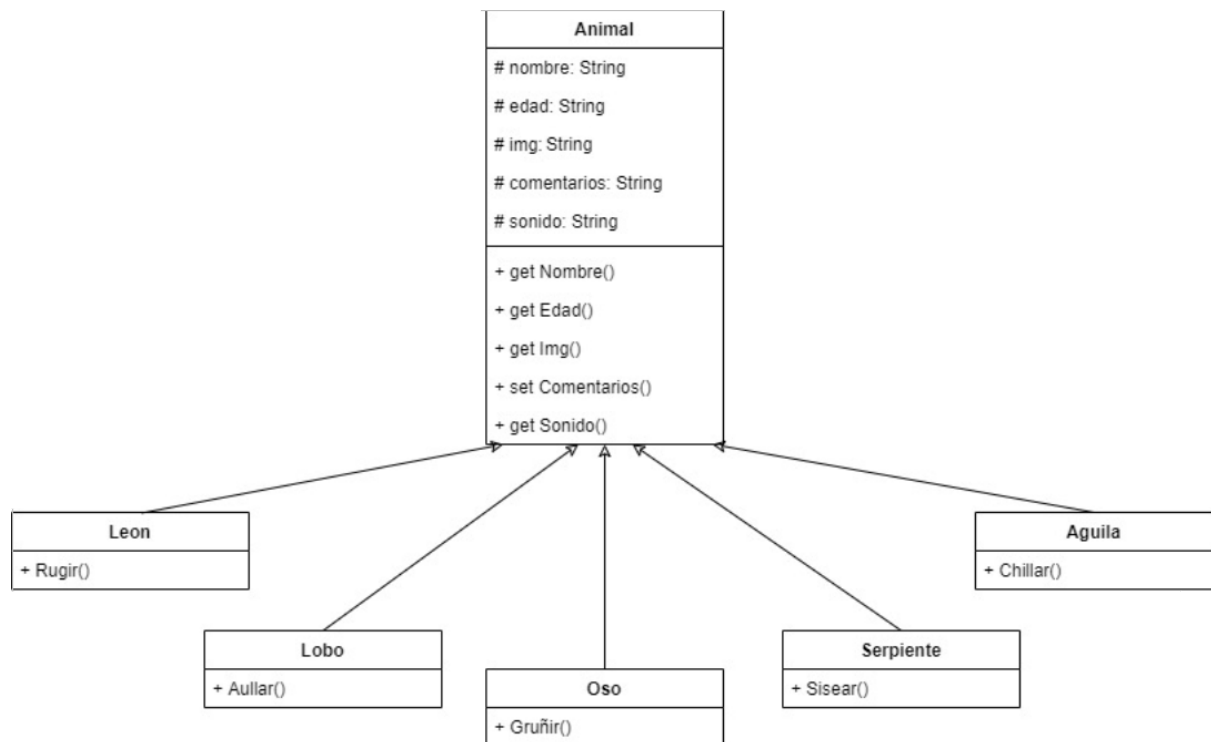 Animal
# nombre: String
# edad: String
# img: String
# comentarios: String
# sonido: String
+ get Nombre()
+ get Edad()
+ get Img()
+ set Comentarios()
+ get Sonido()
Leon
+ Rugir()
Aguila
+ Chillar()
Lobo
+ Aullar()
Serpiente
+ Sisear()
Oso
+ Gruñir()